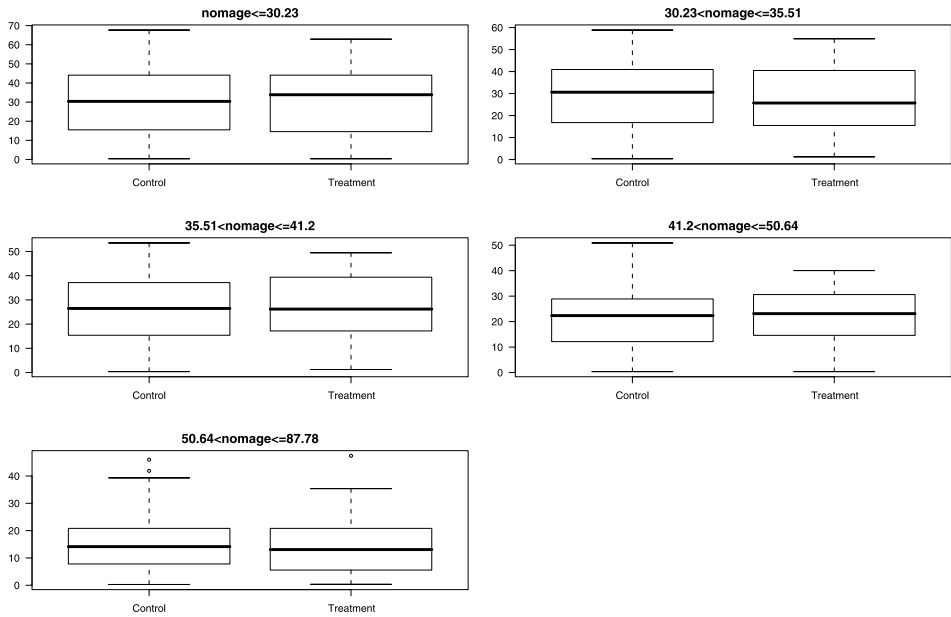 nomage<=30.23
70
60
50
40
30
20
10
0
Control
Treatment
30.23<nomage<=35.51
60
50
40
30
20
10
0
Control
Treatment
35.51<nomage<=41.2
50
40
30
20
10
0
Control
Treatment
41.2<nomage<=50.64
50
40
30
20
10
0
Control
Treatment
50.64<nomage<=87.78
40
30
20
10
0
Control
Treatment